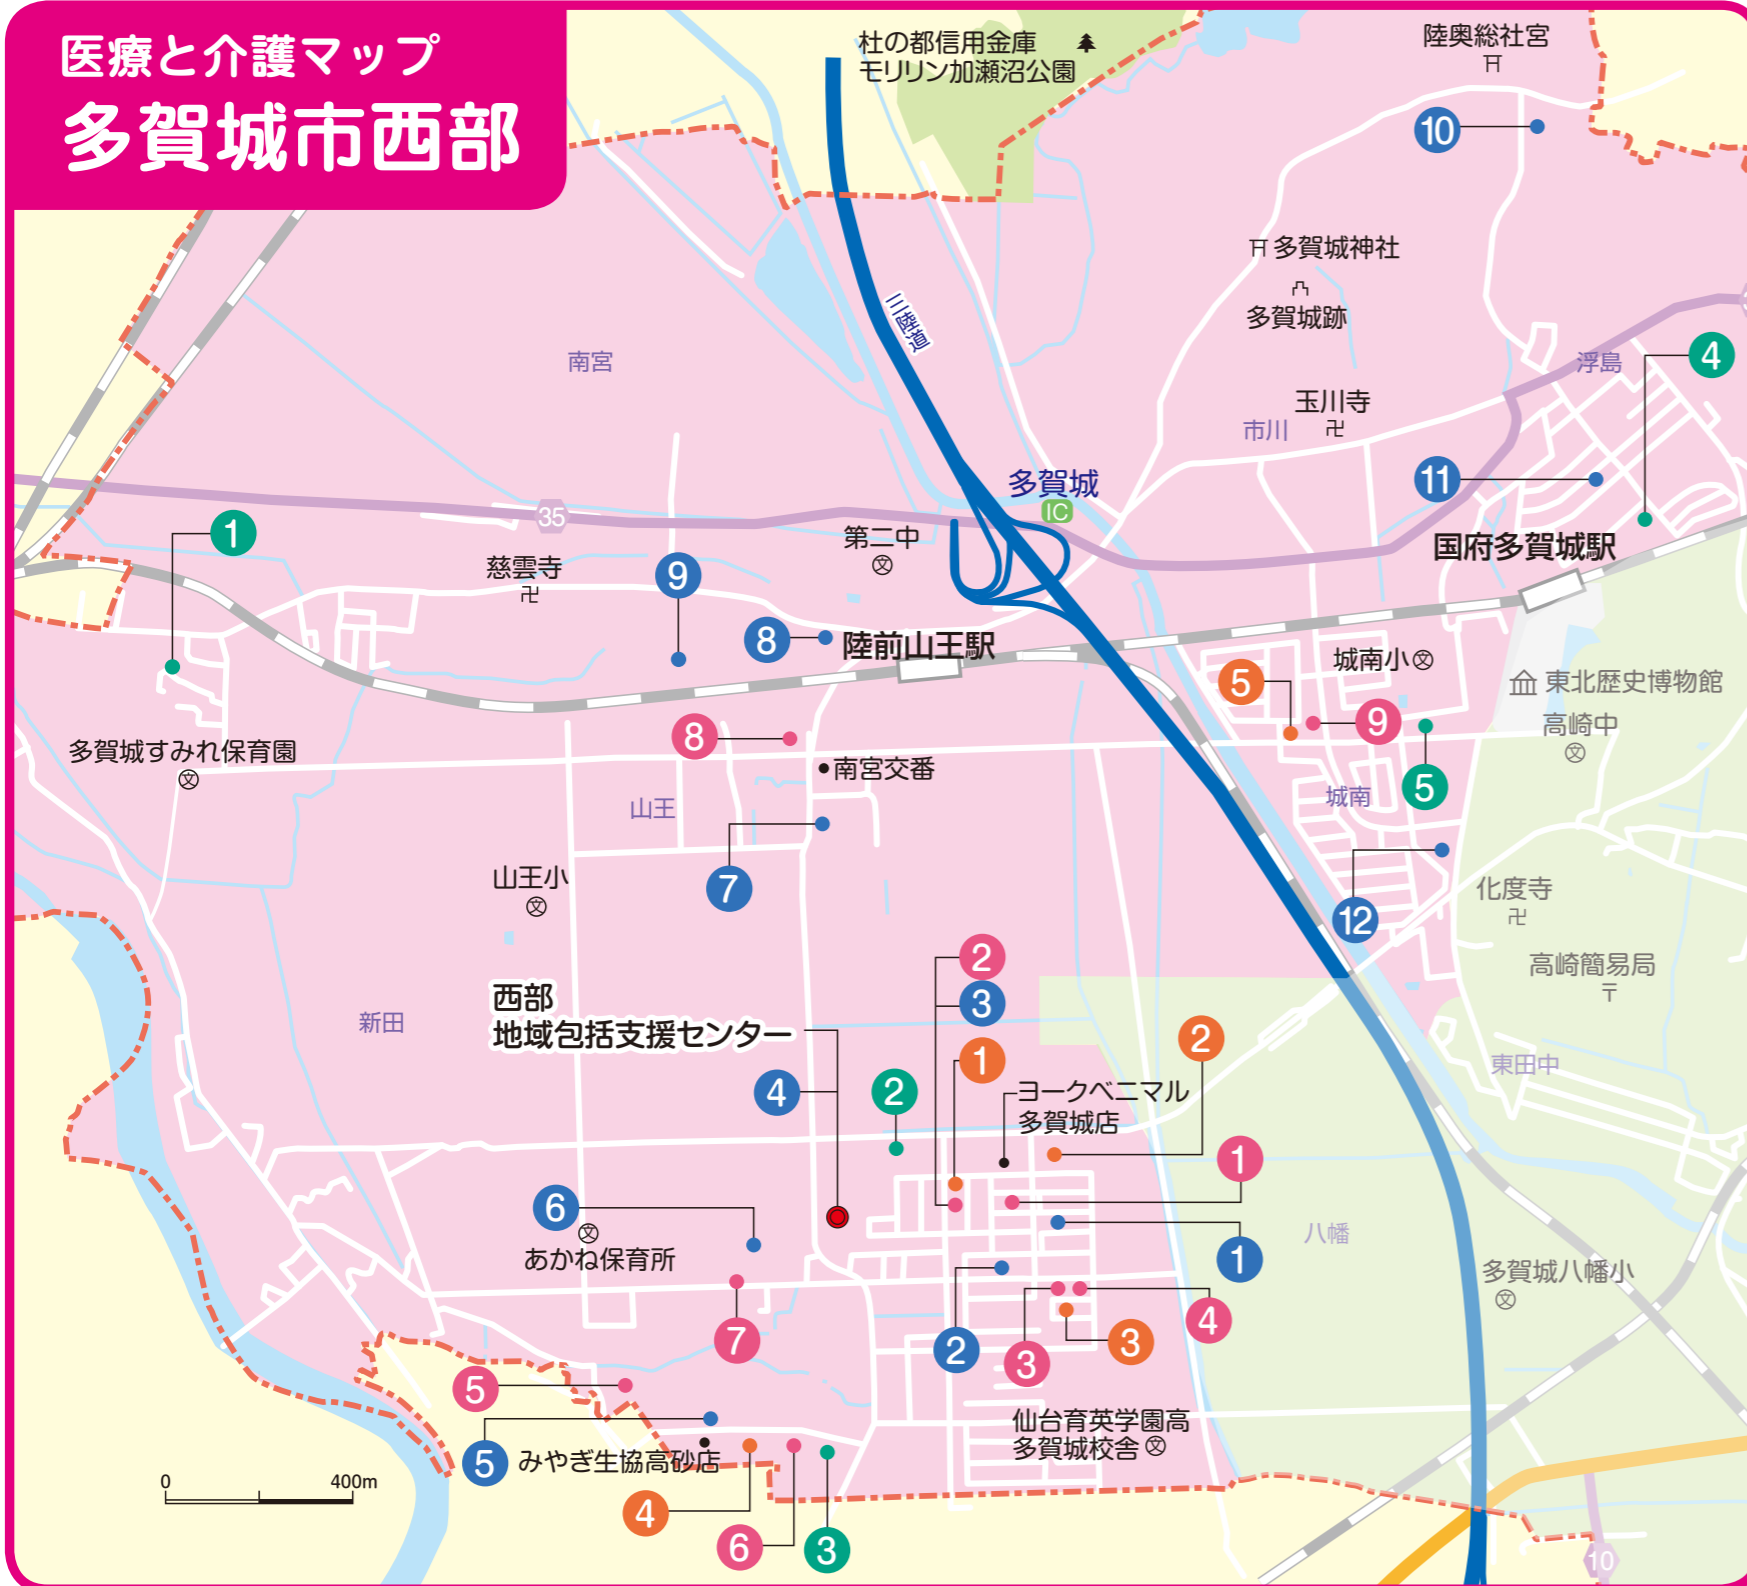 医療と介護マップ
多賀城市西部
杜の都信用金庫
モリリン加瀬沼公園
陸奥総社宮
10
多賀城神社
多賀城跡
三陸道
南宮
浮島
4
玉川寺
市川
11
多賀城
IC
35
1
第二中
文
国府多賀城駅
慈雲寺
9
8
陸前山王駅
城南小
文
5
9
東北歴史博物館
高崎中
文
8
多賀城すみれ保育園
文
南宮交番
5
城南
山王
7
山王小
文
12
化度寺
高崎簡易局
〒
2
3
西部
地域包括支援センター
新田
1
2
東田中
4
2
ヨークベニマル
多賀城店
1
6
文
あかね保育所
1
八幡
多賀城八幡小
文
2
3
4
3
7
5
5
みやぎ生協高砂店
仙台育英学園高
多賀城校舎
文
0
400m
4
6
3
10